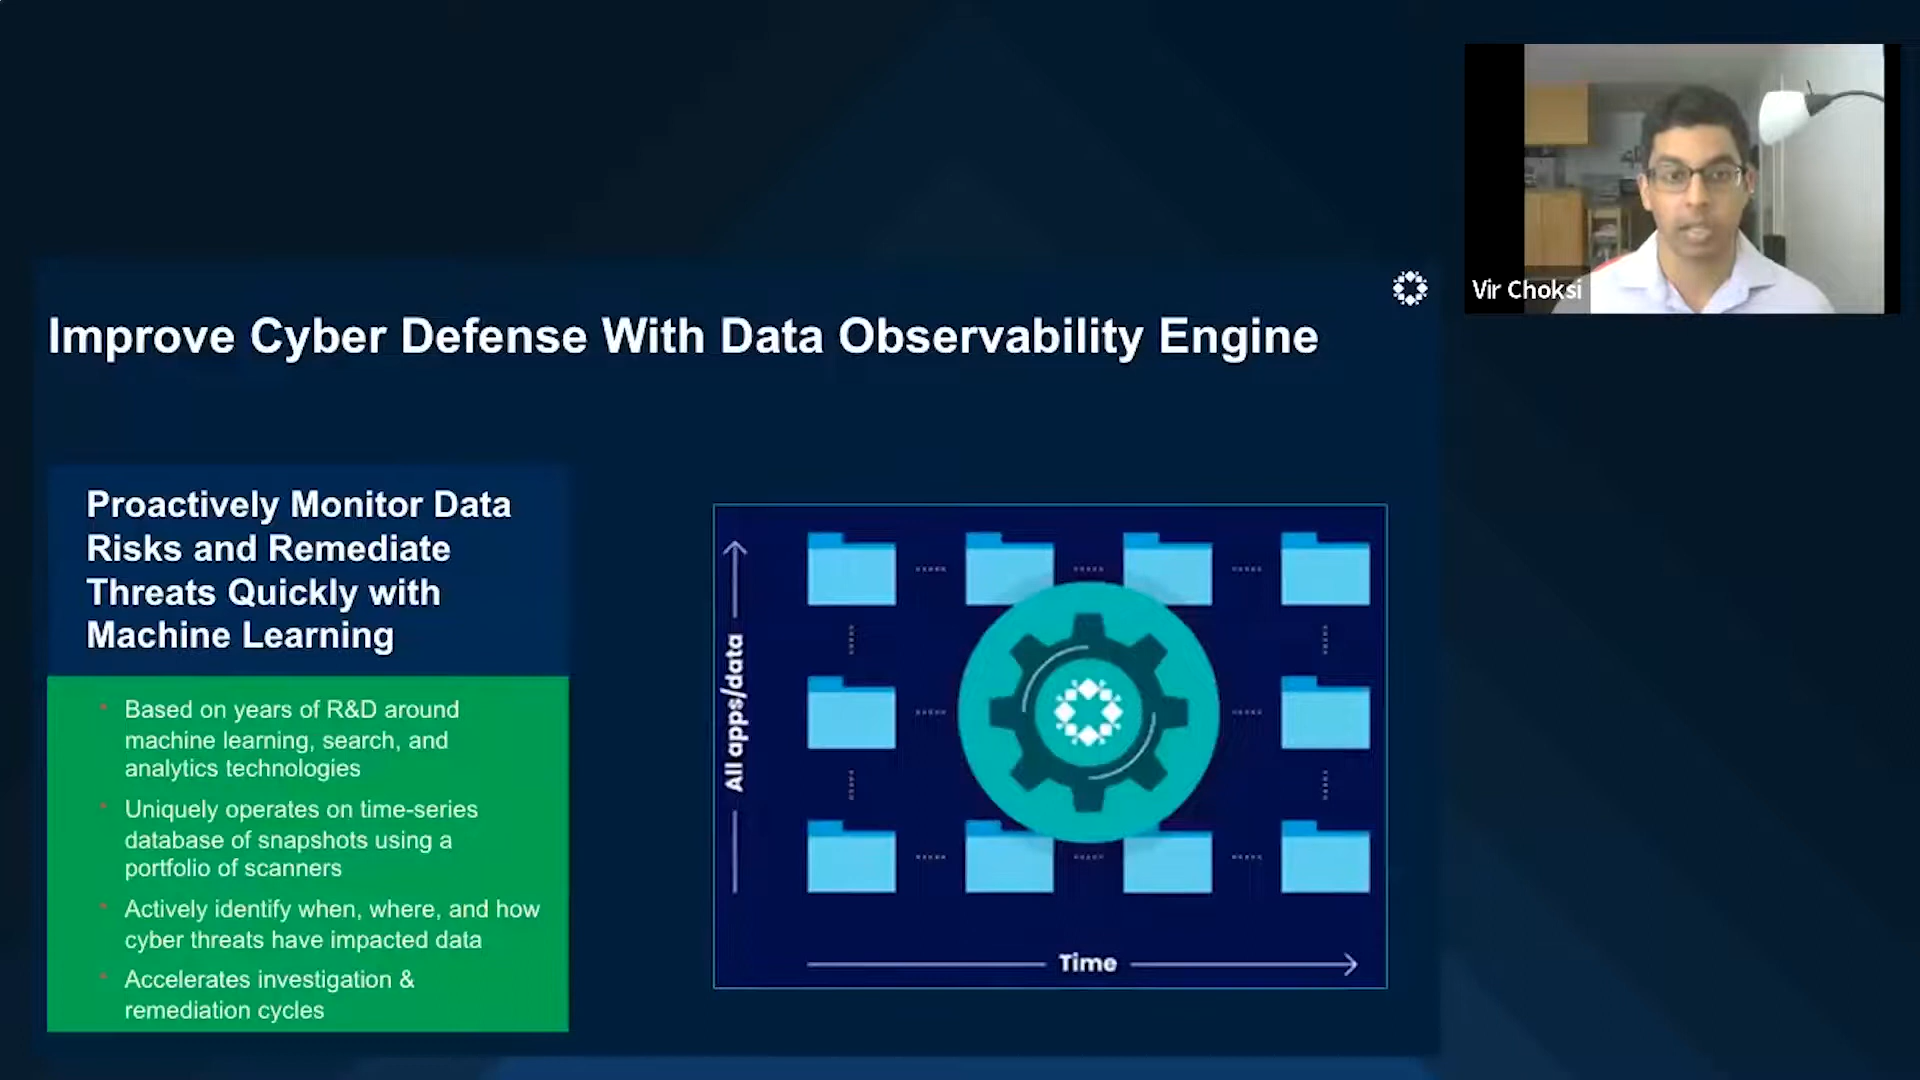 Vir Choksi
Improve Cyber Defense With Data Observability Engine
Proactively Monitor Data
Risks and Remediate
Threats Quickly with
Machine Learning
Based on years of R&D around
machine learning, search, and
analytics technologies
Uniquely operates on time-series
database of snapshots using a
portfolio of scanners
Actively identify when, where, and how
cyber threats have impacted data
Accelerates investigation &
remediation cycles
All apps/data
Time